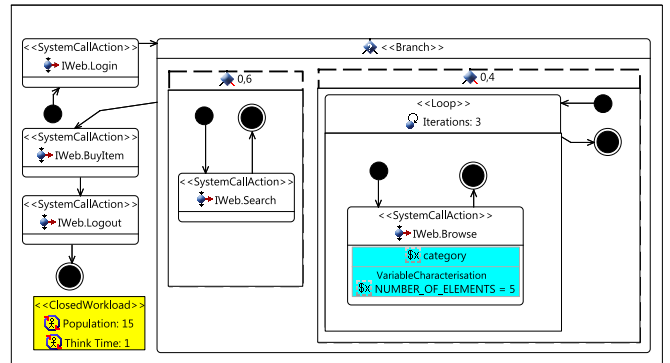 <<SystemCallAction>>
IWeb.Login
<<SystemCallAction>>
IWeb.BuyItem
<<SystemCallAction>>
IWeb.Logout
<<ClosedWorkload>>
Population: 15
Think Time: 1
<<Branch>>
0,6
<<SystemCallAction>>
IWeb.Search
0,4
<<Loop>>
Iterations: 3
<<SystemCallAction>>
IWeb.Browse
$x category
VariableCharacterisation
$x NUMBER_OF_ELEMENTS = 5